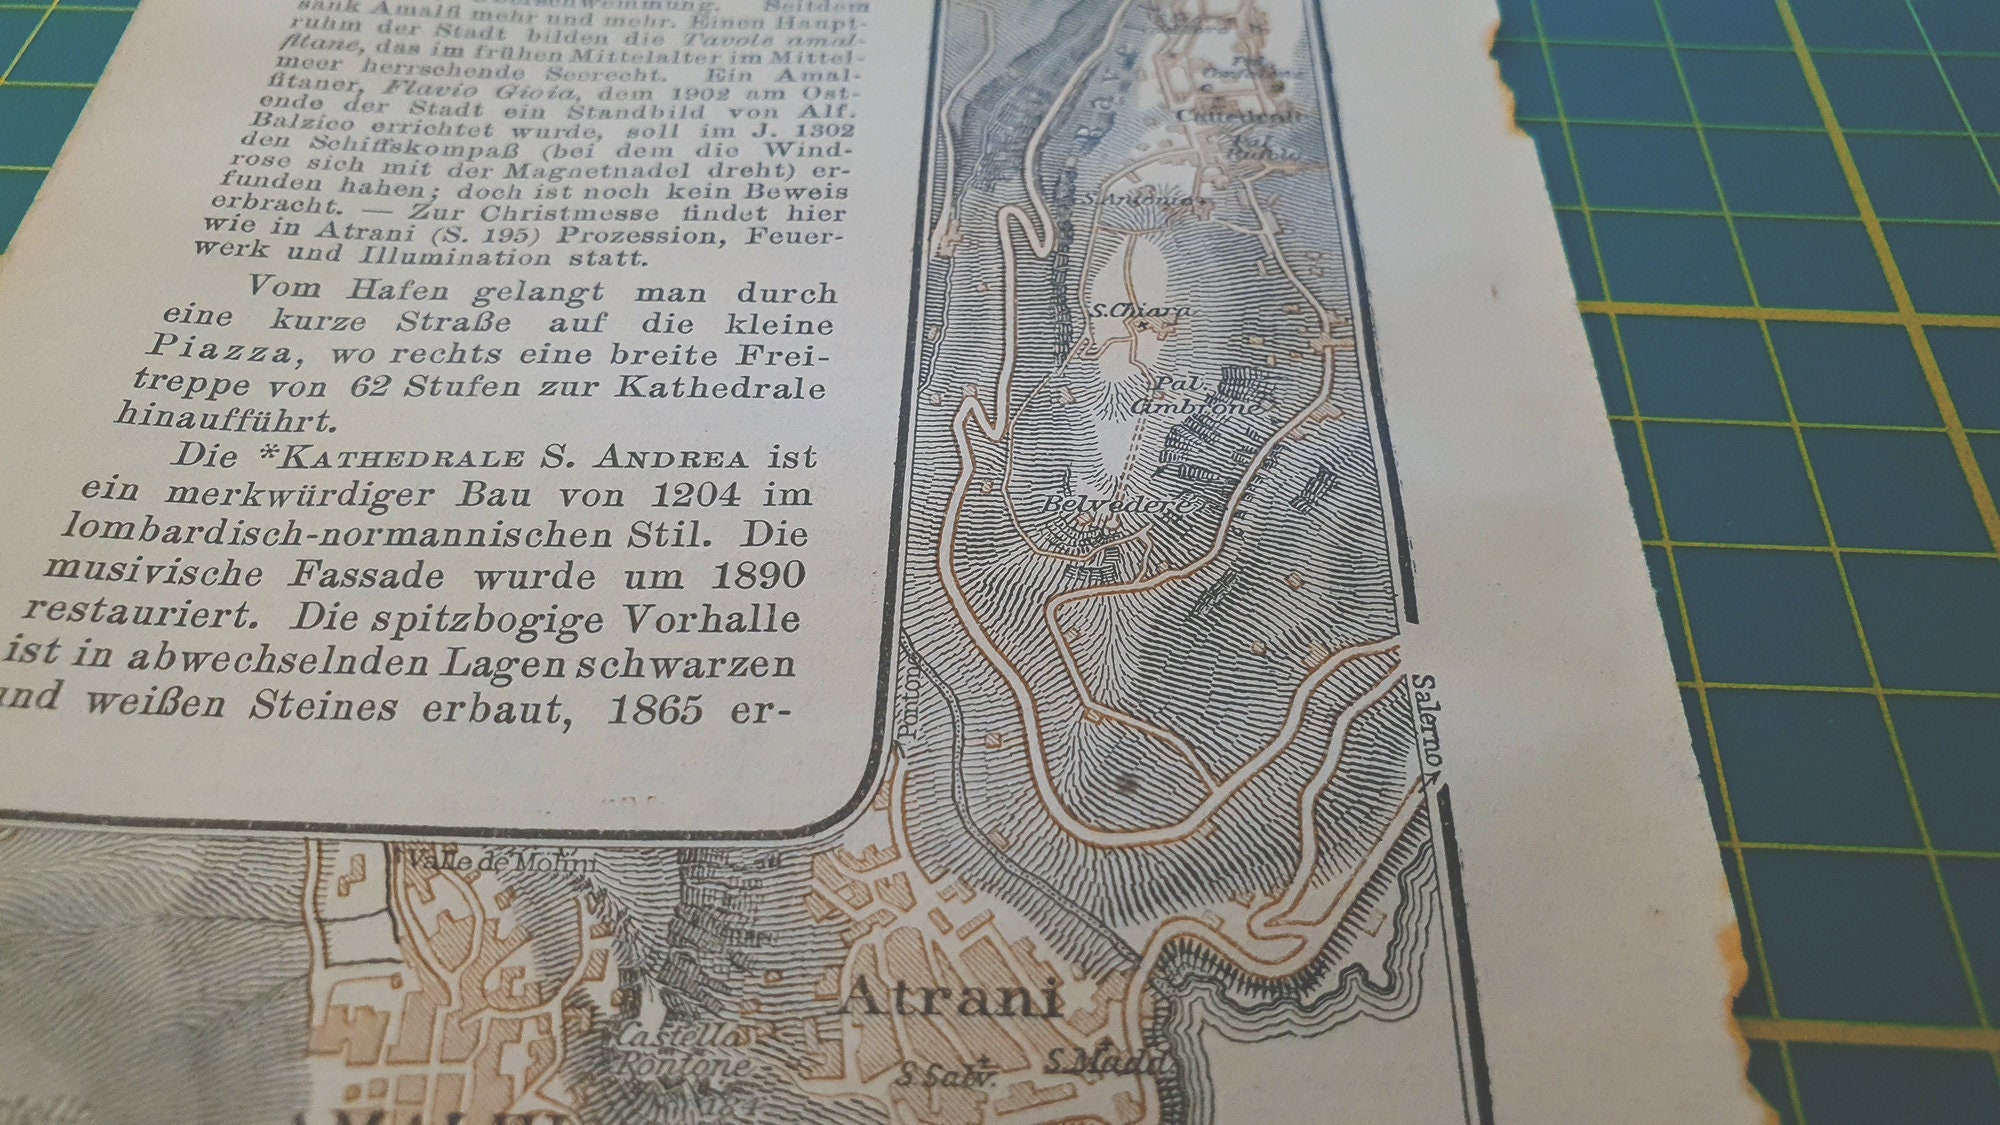 sank Amalfi mehr und mehr. Einen Haupt-
ruhm der Stadt bilden die Tavole amal-
fitane, das im frühen Mittelalter im Mittel-
meer herrschende Seerecht. Ein Amal-
fitaner, Flavio Gioia, dem 1902 am Ost-
ende der Stadt ein Standbild von Alf.
Balzico errichtet wurde, soll im J. 1302
den Schiffskompaß (bei dem die Wind-
rose sich mit der Magnetnadel dreht) er-
funden haben; doch ist noch kein Beweis
erbracht. — Zur Christmesse findet hier
wie in Atrani (S. 195) Prozession, Feuer-
werk und Illumination statt.
Vom Hafen gelangt man durch
eine kurze Straße auf die kleine
Piazza, wo rechts eine breite Frei-
treppe von 62 Stufen zur Kathedrale
hinaufführt.
Die *KATHEDRALE S. ANDREA ist
ein merkwürdiger Bau von 1204 im
lombardisch-normannischen Stil. Die
musivische Fassade wurde um 1890
restauriert. Die spitzbogige Vorhalle
ist in abwechselnden Lagen schwarzen
und weißen Steines erbaut, 1865 er-
Cattedrale
Pal.
Rufolo
S. Antonio
S. Chiara
Pal.
Cimbrone
Belvedere
Pontone
Salerno
Valle de Molini
Atrani
Castello
Pontone
S Salv.
S. Madd
AMALFI